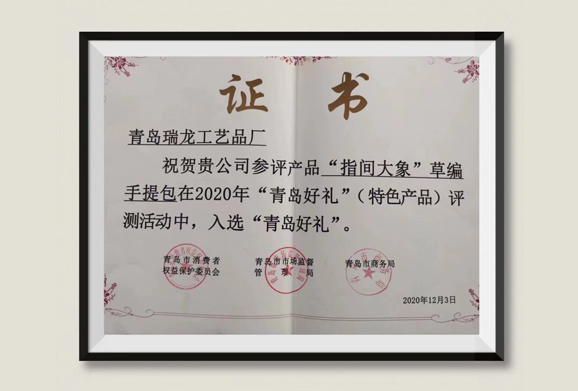 证书
青岛瑞龙工艺品厂
祝贺贵公司参评产品“指间大象”草编
手提包在2020年“青岛好礼”(特色产品)评
测活动中，入选“青岛好礼”。
青岛市消费者
权益保护委员会
青岛市市场监督
管理局
青岛市商务局
2020年12月3日